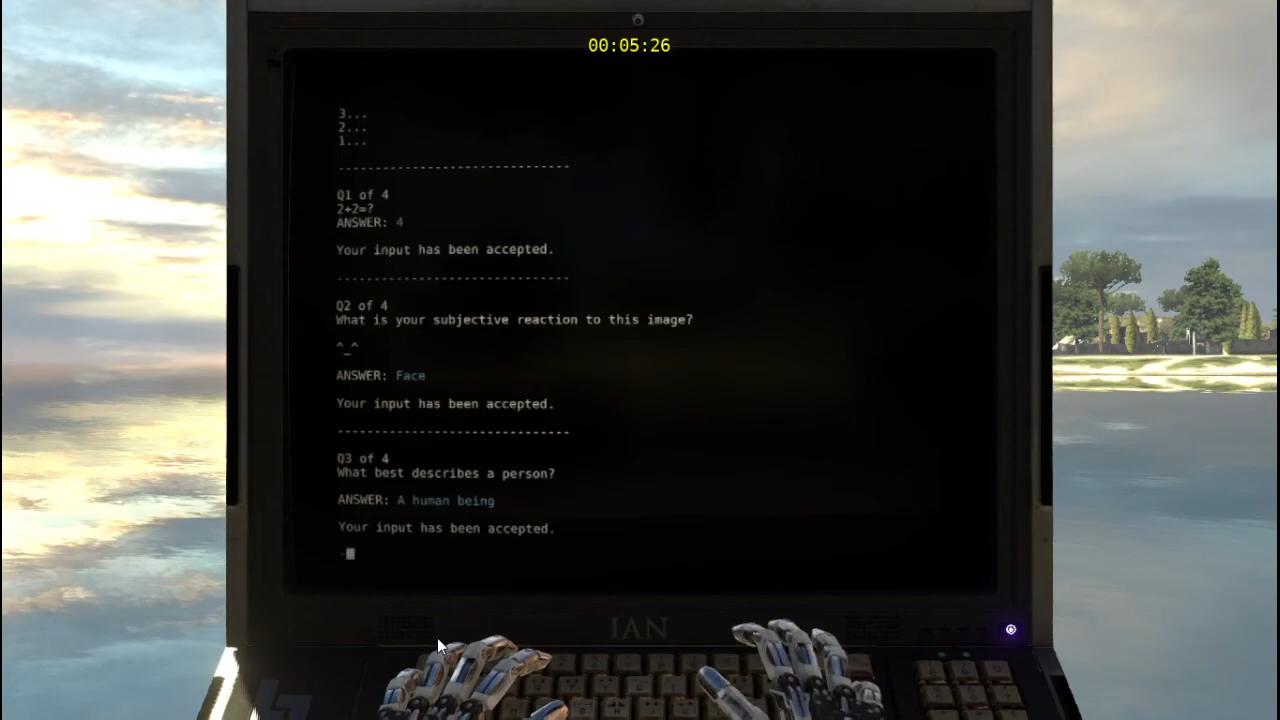 00:05:26
3...
2...
1...
-------------------------------
Q1 of 4
2+2=?
ANSWER: 4
Your input has been accepted.
-------------------------------
Q2 of 4
What is your subjective reaction to this image?
^_^
ANSWER: Face
Your input has been accepted.
-------------------------------
Q3 of 4
What best describes a person?
ANSWER: A human being
Your input has been accepted.
-
IAN